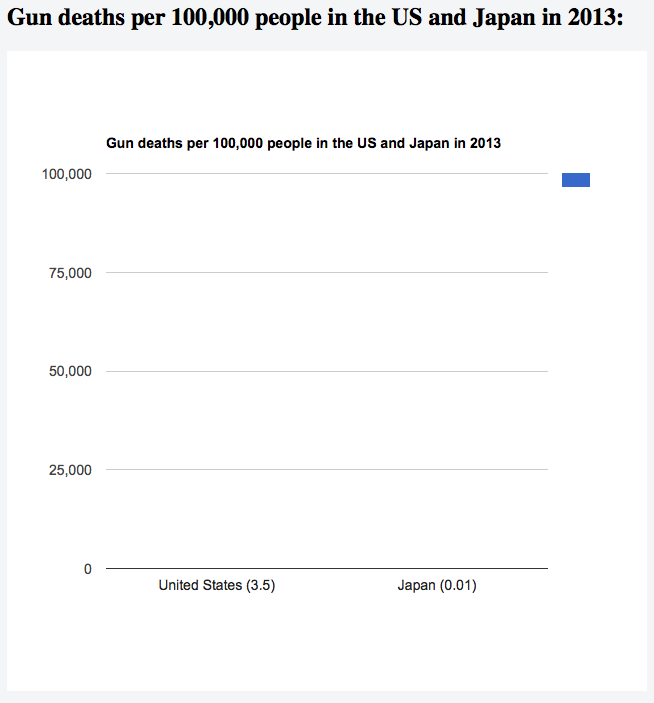 Gun deaths per 100,000 people in the US and Japan in 2013:
Gun deaths per 100,000 people in the US and Japan in 2013
100,000
75,000
50,000
25,000
0
United States (3.5) Japan (0.01)